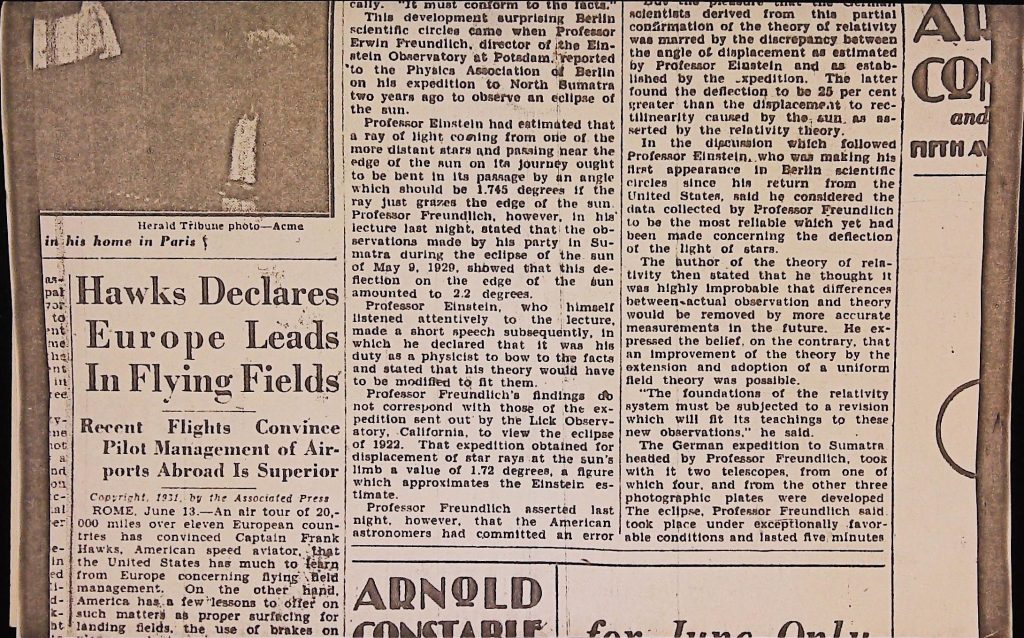 Herald Tribune photo—Acme
in his home in Paris
as-
pal
to
ent
me
in
ree
not
a
nd
on
c-
al
er
e-
in
ed
d-
k-
ht
Hawks Declares
Europe Leads
In Flying Fields
Recent Flights Convince
Pilot Management of Air-
ports Abroad Is Superior
Copyright, 1931, by the Associated Press
ROME, June 13.—An air tour of 20,-
000 miles over eleven European coun-
tries has convinced Captain Frank
Hawks, American speed aviator, that
the United States has much to learn
from Europe concerning flying field
management. On the other hand,
America has a few lessons to offer on
such matters as proper surfacing for
landing fields, the use of brakes on
cally. "It must conform to the facts."
This development surprising Berlin
scientific circles came when Professor
Erwin Freundlich, director of the Ein-
stein Observatory at Potsdam, reported
to the Physics Association of Berlin
on his expedition to North Sumatra
two years ago to observe an eclipse of
the sun.
Professor Einstein had estimated that
a ray of light coming from one of the
more distant stars and passing near the
edge of the sun on its journey ought
to be bent in its passage by an angle
which should be 1.745 degrees if the
ray just grazes the edge of the sun.
Professor Freundlich, however, in his
lecture last night, stated that the ob-
servations made by his party in Su-
matra during the eclipse of the sun
of May 9, 1929, showed that this de-
flection on the edge of the sun
amounted to 2.2 degrees.
Professor Einstein, who himself
listened attentively to the lecture,
made a short speech subsequently, in
which he declared that it was his
duty as a physicist to bow to the facts
and stated that his theory would have
to be modified to fit them.
Professor Freundlich's findings do
not correspond with those of the ex-
pedition sent out by the Lick Observ-
atory, California, to view the eclipse
of 1922. That expedition obtained for
displacement of star rays at the sun's
limb a value of 1.72 degrees, a figure
which approximates the Einstein es-
timate.
Professor Freundlich asserted last
night, however, that the American
astronomers had committed an error
But the pleasure that the German
scientists derived from this partial
confirmation of the theory of relativity
was marred by the discrepancy between
the angle of displacement as estimated
by Professor Einstein and as estab-
lished by the xpedition. The latter
found the deflection to be 25 per cent
greater than the displacement to rec-
tilinearity caused by the sun as as-
serted by the relativity theory.
In the discussion which followed
Professor Einstein, who was making his
first appearance in Berlin scientific
circles since his return from the
United States, said he considered the
data collected by Professor Freundlich
to be the most reliable which yet had
been made concerning the deflection
of the light of stars.
The author of the theory of rela-
tivity then stated that he thought it
was highly improbable that differences
between actual observation and theory
would be removed by more accurate
measurements in the future. He ex-
pressed the belief, on the contrary, that
an improvement of the theory by the
extension and adoption of a uniform
field theory was possible.
"The foundations of the relativity
system must be subjected to a revision
which will fit its teachings to these
new observations," he said.
The German expedition to Sumatra
headed by Professor Freundlich, took
with it two telescopes, from one of
which four, and from the other three
photographic plates were developed
The eclipse, Professor Freundlich said
took place under exceptionally favor-
able conditions and lasted five minutes
ARNOLD
CONSTABLE
for June Only
CON
and
FIFTH AV